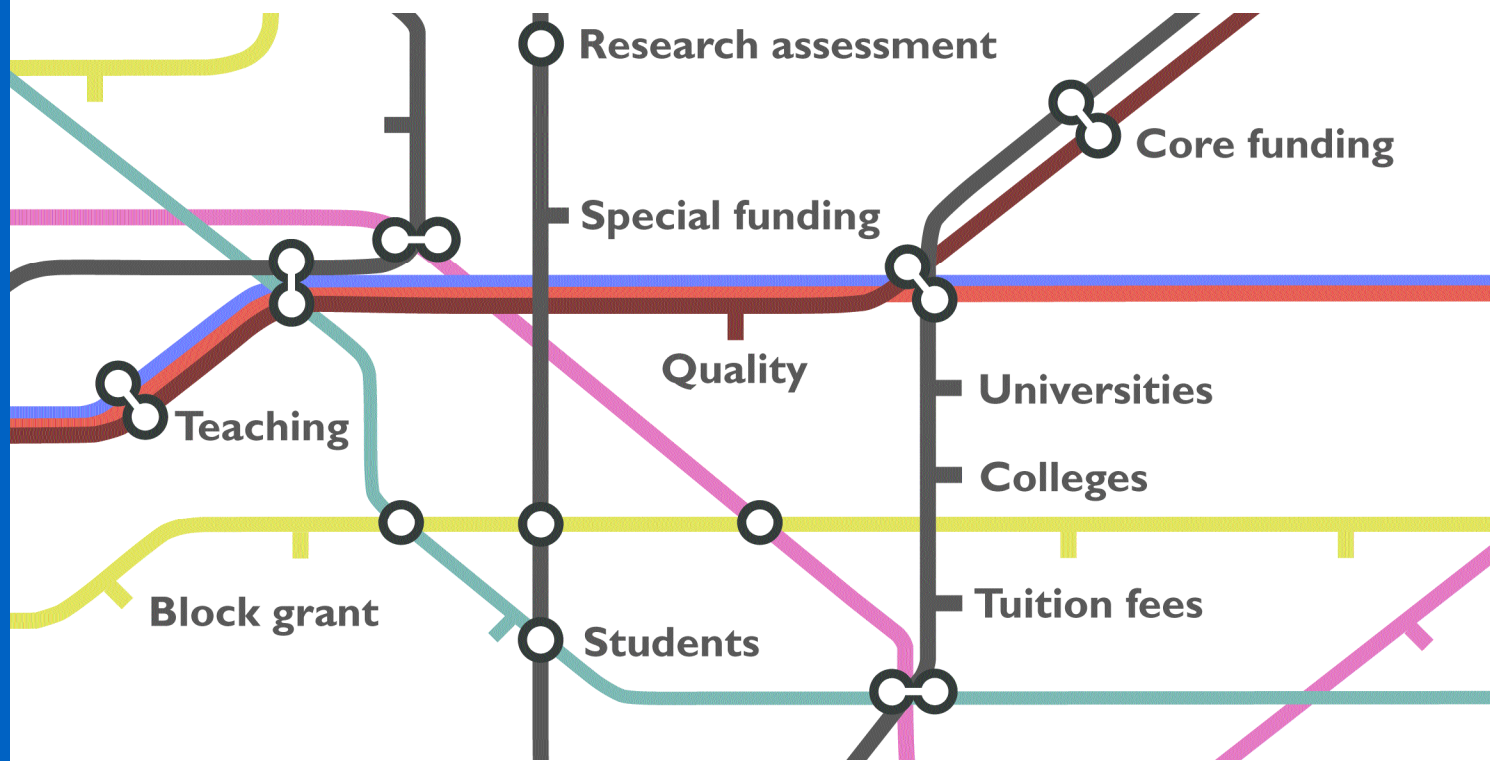 Research assessment
Core funding
Special funding
Quality
Universities
Teaching
Colleges
Block grant
Tuition fees
Students